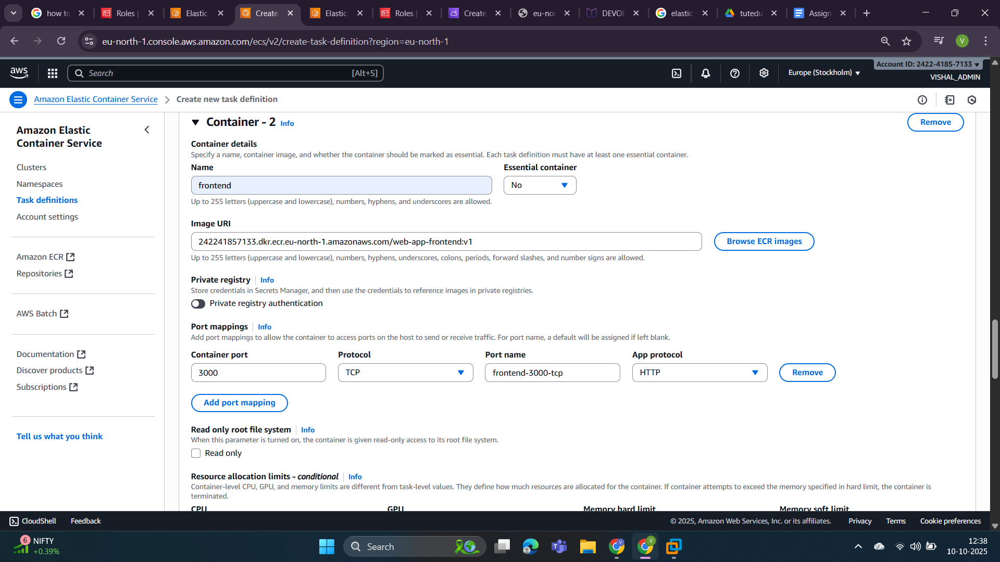 how to
Roles |
Elastic
Create
Elastic
Roles |
Create
eu-nor
DEVOP
elastic
tutedu
Assign
eu-north-1.console.aws.amazon.com/ecs/v2/create-task-definition?region=eu-north-1
V
aws
Search
[Alt+S]
Europe (Stockholm)
Account ID: 2422-4185-7133
VISHAL_ADMIN
Amazon Elastic Container Service
Create new task definition
Amazon Elastic
Container Service
Clusters
Namespaces
Task definitions
Account settings
Amazon ECR
Repositories
AWS Batch
Documentation
Discover products
Subscriptions
Tell us what you think
Container - 2 Info
Remove
Container details
Specify a name, container image, and whether the container should be marked as essential. Each task definition must have at least one essential container.
Name
Essential container
frontend
No
Up to 255 letters (uppercase and lowercase), numbers, hyphens, and underscores are allowed.
Image URI
242241857133.dkr.ecr.eu-north-1.amazonaws.com/web-app-frontend:v1
Browse ECR images
Up to 255 letters (uppercase and lowercase), numbers, hyphens, underscores, colons, periods, forward slashes, and number signs are allowed.
Private registry Info
Store credentials in Secrets Manager, and then use the credentials to reference images in private registries.
Private registry authentication
Port mappings Info
Add port mappings to allow the container to access ports on the host to send or receive traffic. For port name, a default will be assigned if left blank.
Container port
Protocol
Port name
App protocol
3000
TCP
frontend-3000-tcp
HTTP
Remove
Add port mapping
Read only root file system Info
When this parameter is turned on, the container is given read-only access to its root file system.
Read only
Resource allocation limits - conditional Info
Container-level CPU, GPU, and memory limits are different from task-level values. They define how much resources are allocated for the container. If container attempts to exceed the memory specified in hard limit, the container is
terminated.
CPU
GPU
Memory hard limit
Memory soft limit
CloudShell
Feedback
© 2025, Amazon Web Services, Inc. or its affiliates.
Privacy
Terms
Cookie preferences
6
NIFTY
+0.39%
Search
12:38
10-10-2025